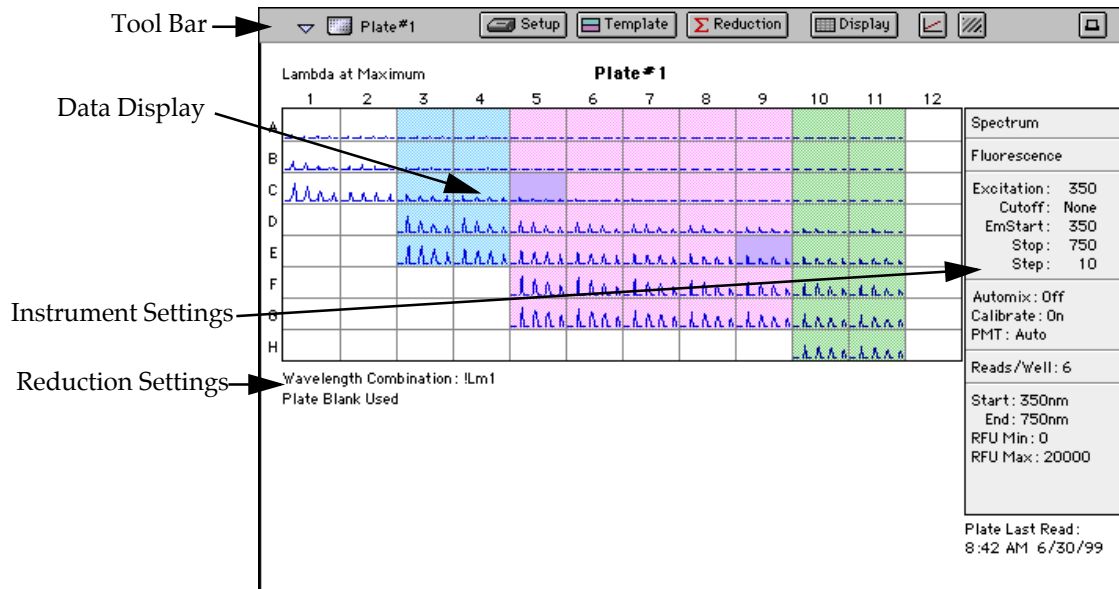 Tool Bar
Plate#1 Setup Template Reduction Display
Lambda at Maximum
Plate#1
1 2 3 4 5 6 7 8 9 10 11 12
Data Display
A
B
C
D
E
F
G
H
Instrument Settings
Reduction Settings
Wavelength Combination: !Lm1
Plate Blank Used
Spectrum
Fluorescence
Excitation: 350
Cutoff: None
EmStart: 350
Stop: 750
Step: 10
Automix: Off
Calibrate: On
PMT: Auto
Reads/Well: 6
Start: 350nm
End: 750nm
RFU Min: 0
RFU Max: 20000
Plate Last Read:
8:42 AM 6/30/99